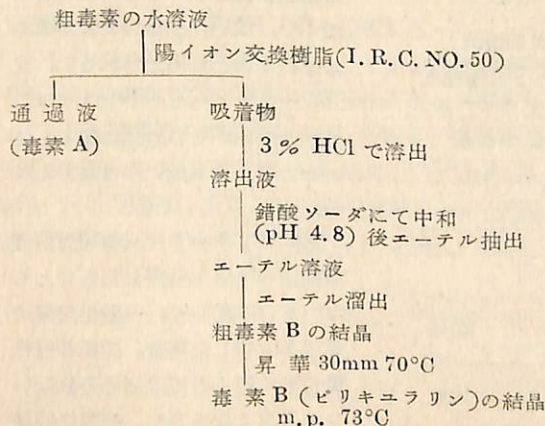 粗毒素の水溶液
陽イオン交換樹脂(I. R. C. NO. 50)
通過液
吸着物
(毒素 A)
3% HCl で溶出
溶出液
錯酸ソーダにて中和
(pH 4.8) 後エーテル抽出
エーテル溶液
エーテル溜出
粗毒素 B の結晶
昇華 30mm 70°C
毒素 B (ピリキユラリン)の結晶
m.p. 73°C